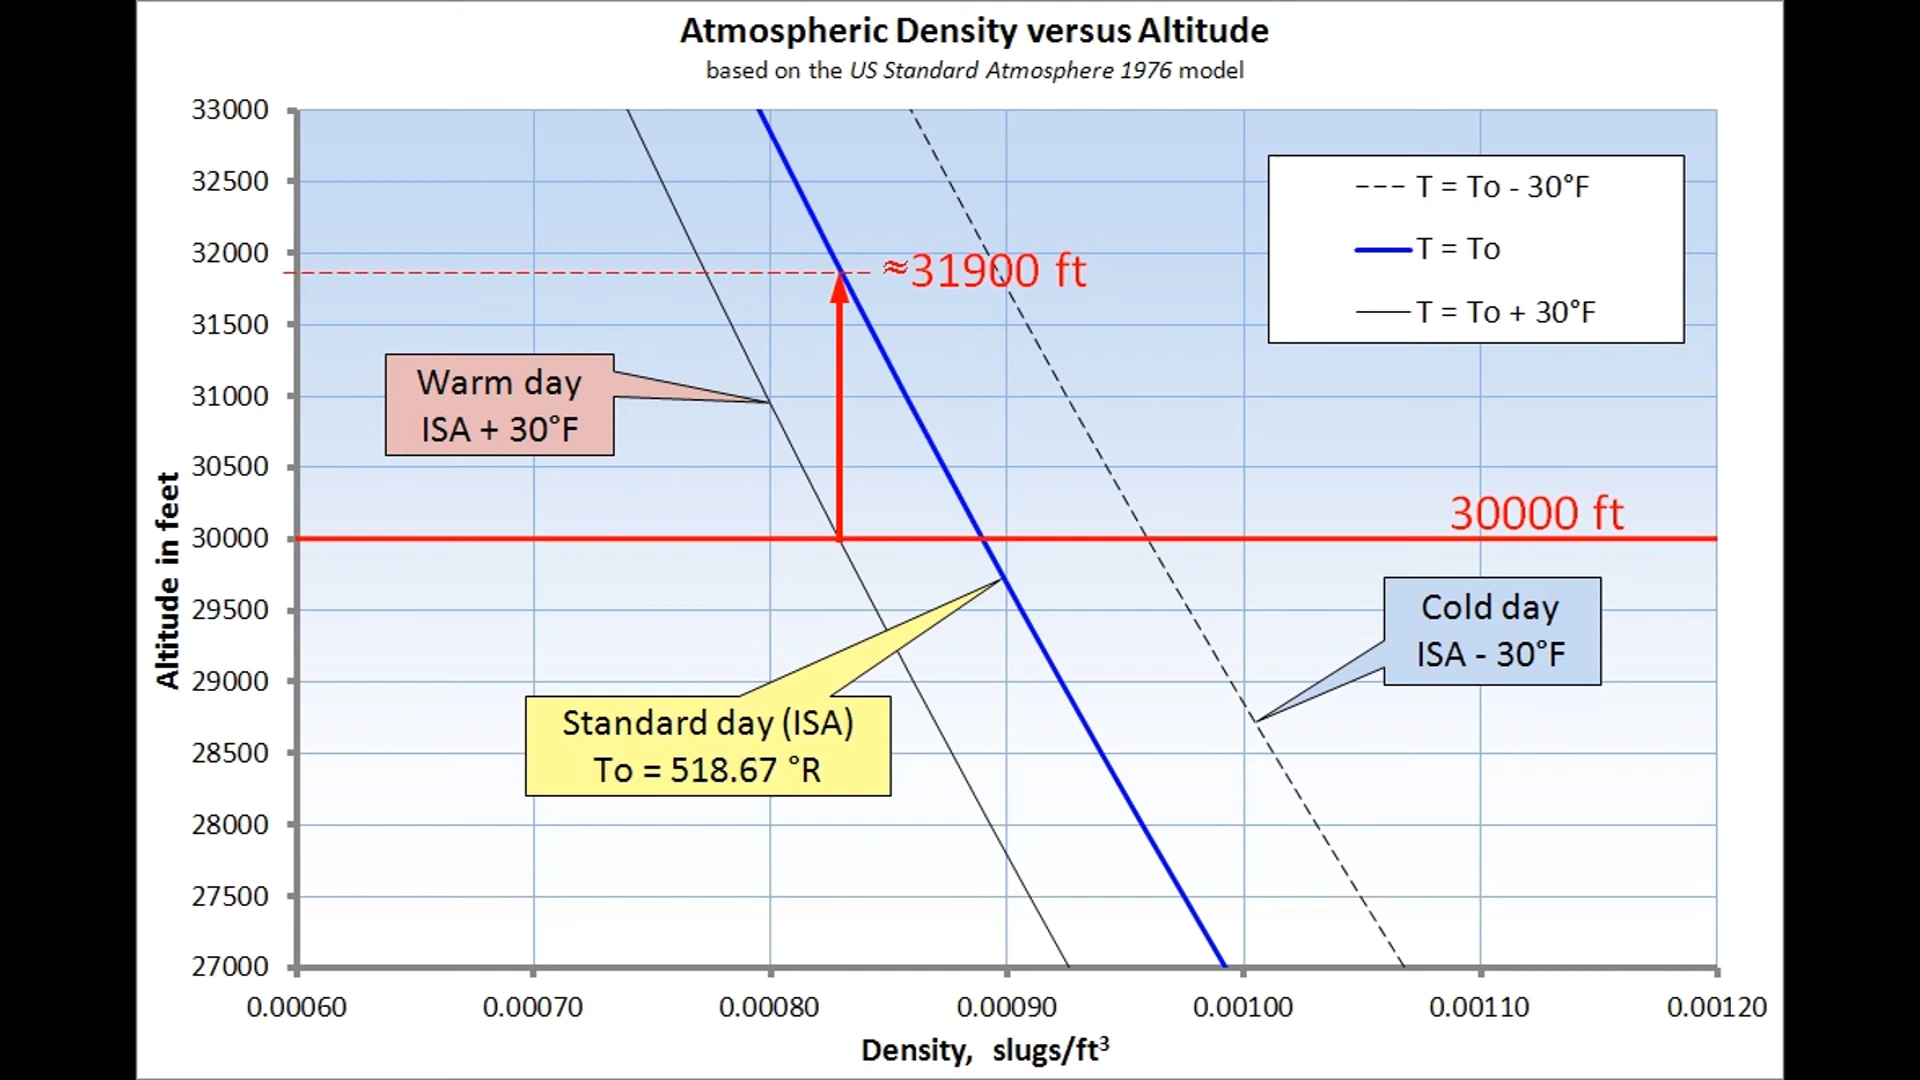 Atmospheric Density versus Altitude
based on the US Standard Atmosphere 1976 model
33000
32500
32000
31500
31000
30500
30000
29500
29000
28500
28000
27500
27000
Altitude in feet
--- T = To - 30°F
T = To
T = To + 30°F
≈31900 ft
Warm day
ISA + 30°F
30000 ft
Cold day
ISA - 30°F
Standard day (ISA)
To = 518.67 °R
0.00060 0.00070 0.00080 0.00090 0.00100 0.00110 0.00120
Density, slugs/ft³